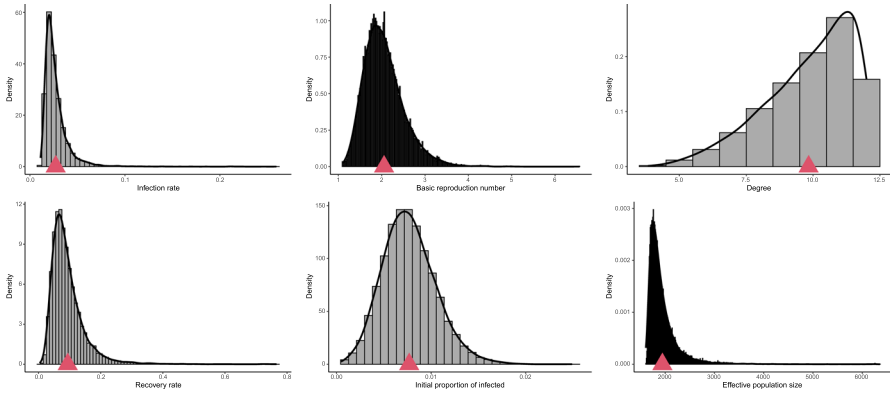 60
40
20
0
Density
0.0 0.1 0.2
Infection rate
1.00
0.75
0.50
0.25
0.00
Density
1 2 3 4 5 6
Basic reproduction number
0.2
0.1
0.0
Density
5.0 7.5 10.0 12.5
Degree
12
9
6
3
0
Density
0.0 0.2 0.4 0.6 0.8
Recovery rate
150
100
50
0
Density
0.00 0.01 0.02
Initial proportion of infected
0.003
0.002
0.001
0.000
Density
2000 3000 4000 5000 6000
Effective population size